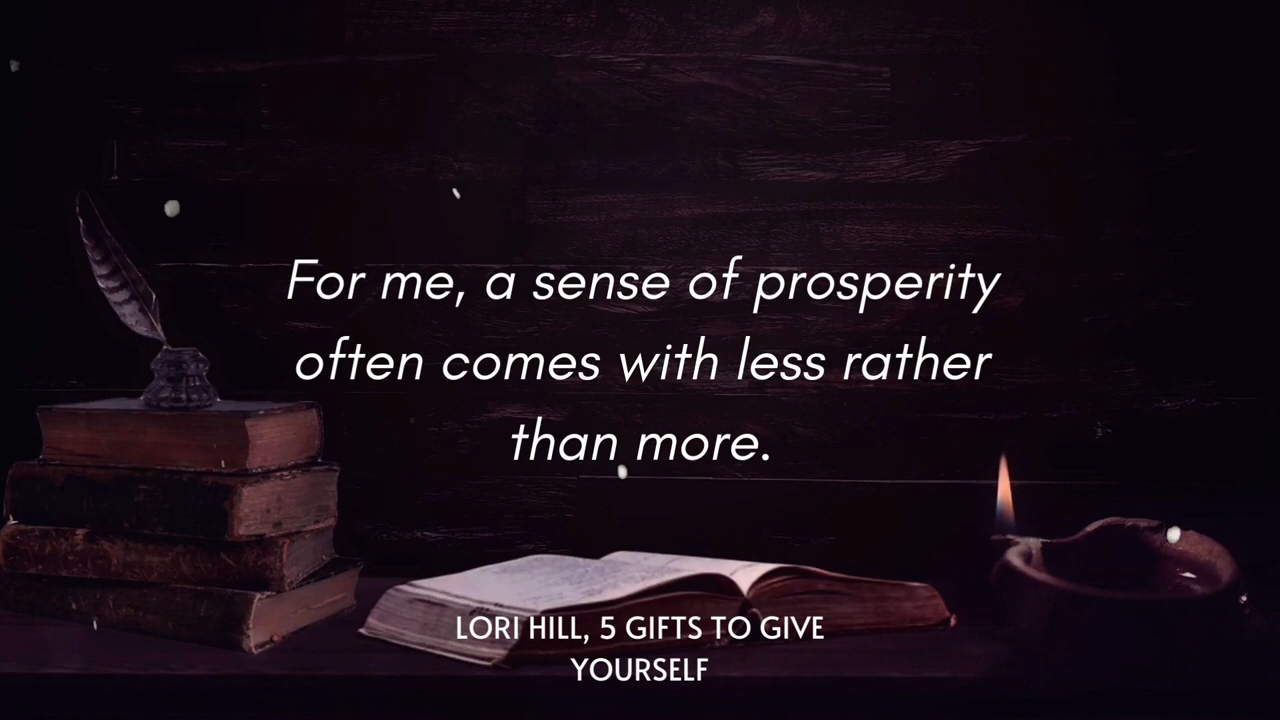 For me, a sense of prosperity
often comes with less rather
than more.
LORI HILL, 5 GIFTS TO GIVE
YOURSELF